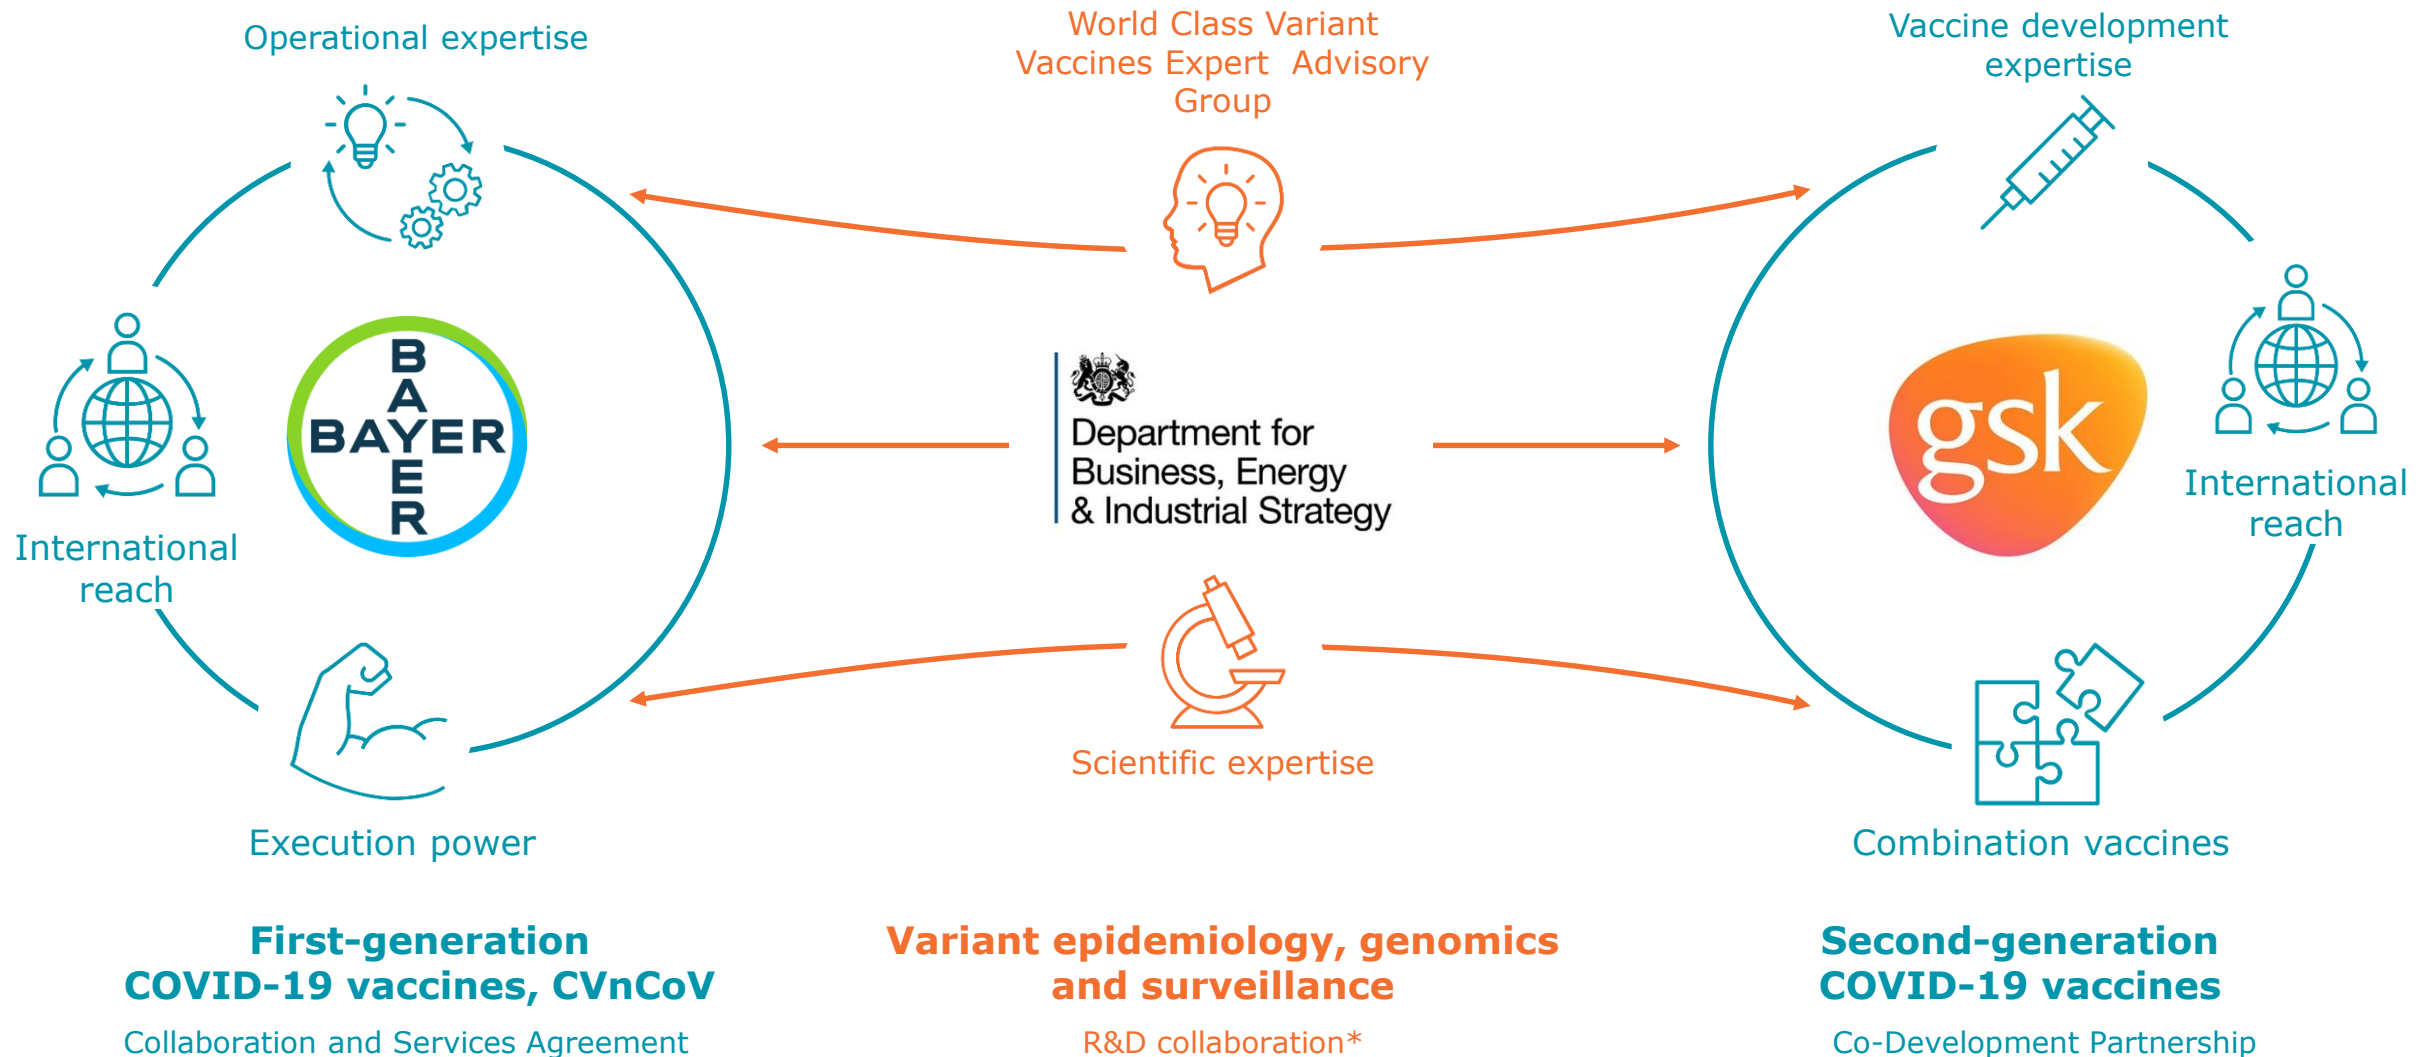 Operational expertise
International
reach
BAYER
BAYER
Execution power
First-generation
COVID-19 vaccines, CVnCoV
Collaboration and Services Agreement
World Class Variant
Vaccines Expert  Advisory
Group
Department for
Business, Energy
& Industrial Strategy
Scientific expertise
Variant epidemiology, genomics
and surveillance
R&D collaboration*
Vaccine development
expertise
gsk
International
reach
Combination vaccines
Second-generation
COVID-19 vaccines
Co-Development Partnership